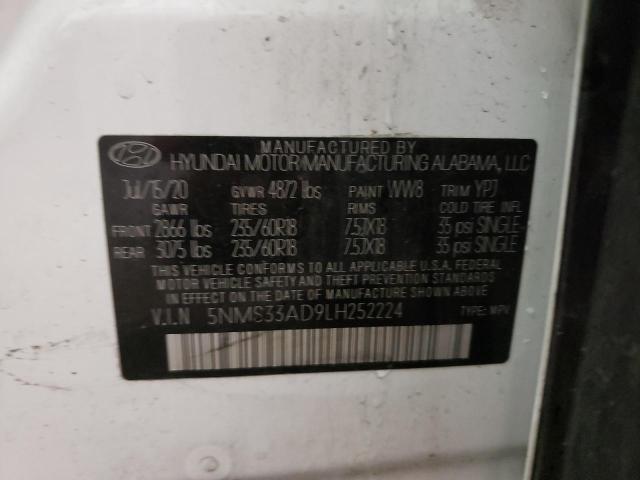 MANUFACTURED BY
HYUNDAI MOTOR MANUFACTURING ALABAMA, LLC
Jul/15/20 GVWR 4872 lbs PAINT WW8 TRIM YPJ
GAWR TIRES RIMS COLD TIRE INFL
FRONT 2866 lbs 235/60R18 7.5JX18 35 psi SINGLE
REAR 3075 lbs 235/60R18 7.5JX18 35 psi SINGLE
THIS VEHICLE CONFORMS TO ALL APPLICABLE U.S.A. FEDERAL
MOTOR VEHICLE SAFETY AND THEFT PREVENTION
STANDARDS IN EFFECT ON THE DATE OF MANUFACTURE SHOWN ABOVE.
V.I.N 5NMS33AD9LH252224 TYPE: MPV